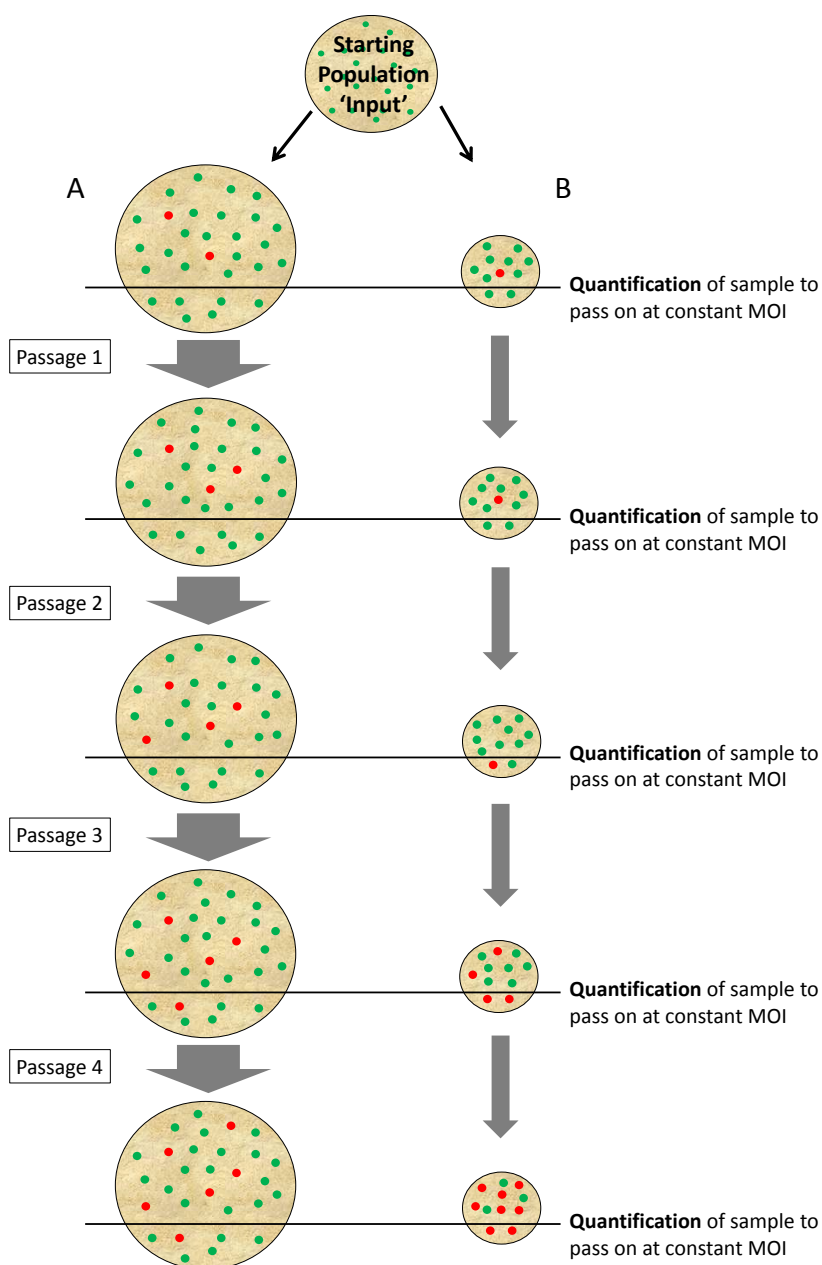 Starting
Population
‘Input’
A
B
Quantification of sample to
pass on at constant MOI
Passage 1
Quantification of sample to
pass on at constant MOI
Passage 2
Quantification of sample to
pass on at constant MOI
Passage 3
Quantification of sample to
pass on at constant MOI
Passage 4
Quantification of sample to
pass on at constant MOI